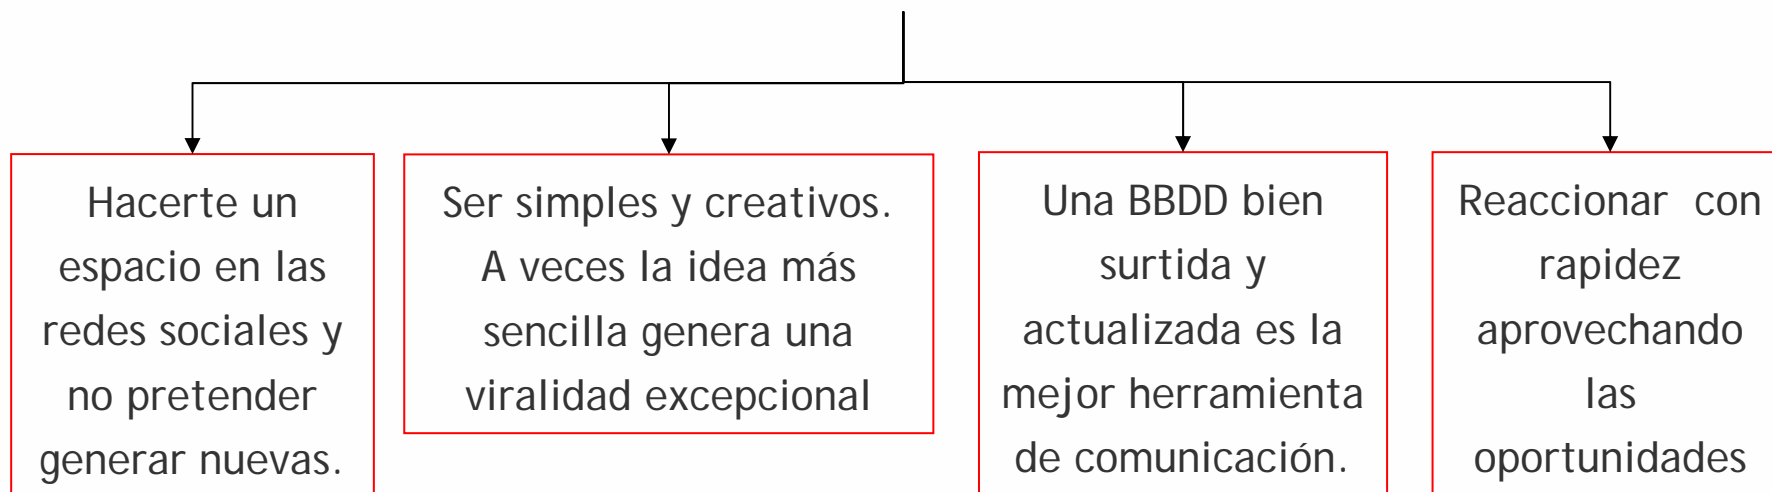 Hacerte un
espacio en las
redes sociales y
no pretender
generar nuevas.
Ser simples y creativos.
A veces la idea más
sencilla genera una
viralidad excepcional
Una BBDD bien
surtida y
actualizada es la
mejor herramienta
de comunicación.
Reaccionar con
rapidez
aprovechando
las
oportunidades